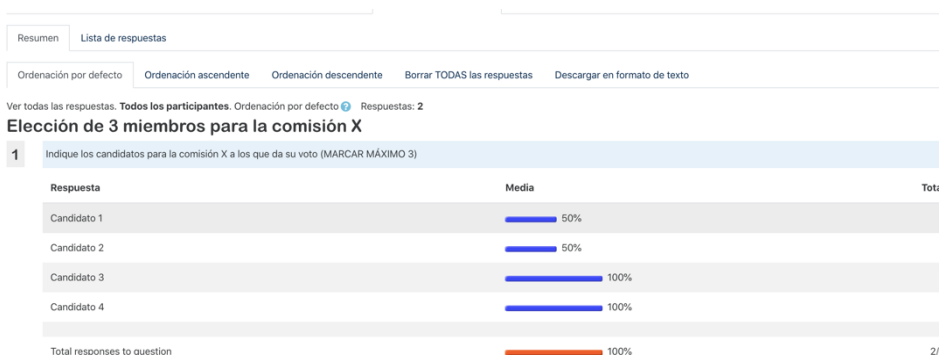 Resumen Lista de respuestas
Ordenación por defecto Ordenación ascendente Ordenación descendente Borrar TODAS las respuestas Descargar en formato de texto
Ver todas las respuestas. Todos los participantes. Ordenación por defecto ? Respuestas: 2
Elección de 3 miembros para la comisión X
1 Indique los candidatos para la comisión X a los que da su voto (MARCAR MÁXIMO 3)
Respuesta Media
Candidato 1 50%
Candidato 2 50%
Candidato 3 100%
Candidato 4 100%
Total responses to question 100% 2/